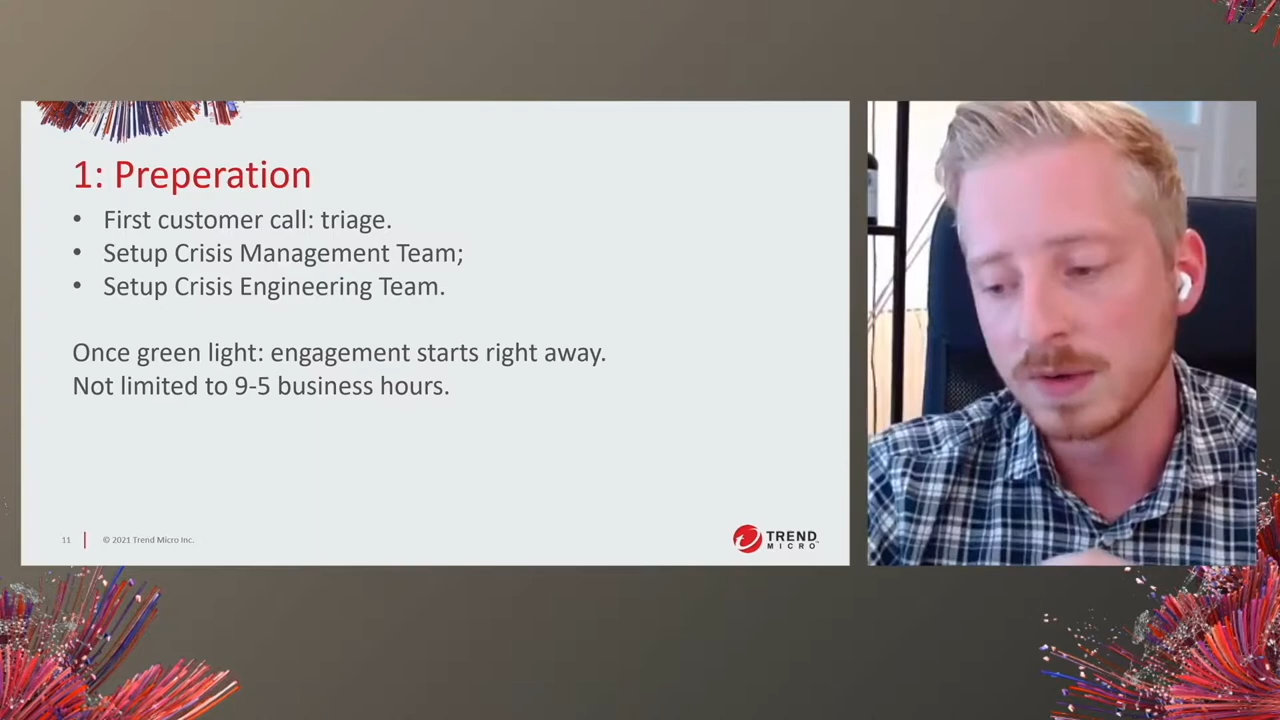 1: Preperation
• First customer call: triage.
• Setup Crisis Management Team;
• Setup Crisis Engineering Team.
Once green light: engagement starts right away.
Not limited to 9-5 business hours.
11 © 2021 Trend Micro Inc.
TREND
MICRO